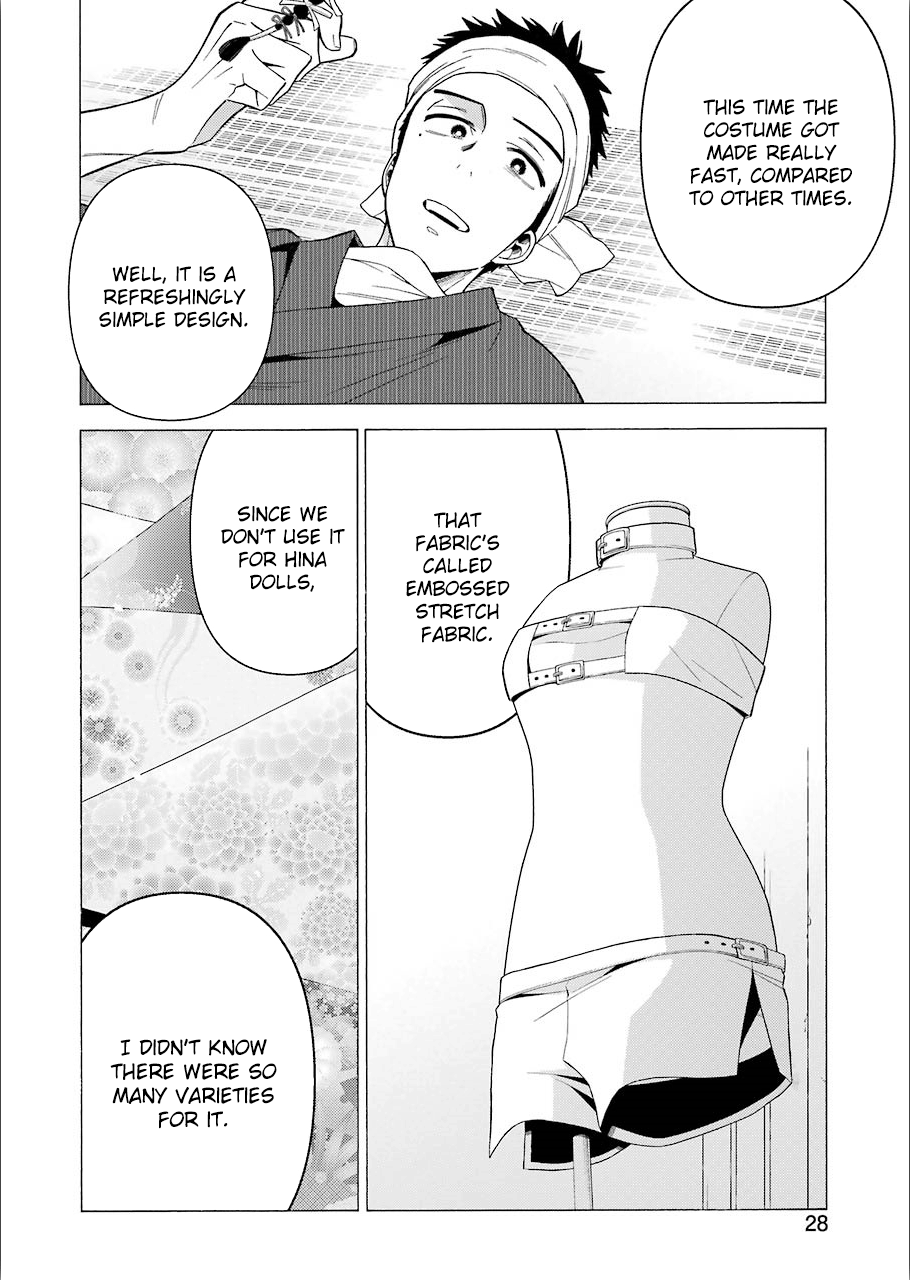 THIS TIME THE
COSTUME GOT
MADE REALLY
FAST, COMPARED
TO OTHER TIMES.
WELL, IT IS A
REFRESHINGLY
SIMPLE DESIGN.
THAT
FABRIC'S
CALLED
EMBOSSED
STRETCH
FABRIC.
SINCE WE
DON'T USE IT
FOR HINA
DOLLS,
I DIDN'T KNOW
THERE WERE SO
MANY VARIETIES
FOR IT.
28